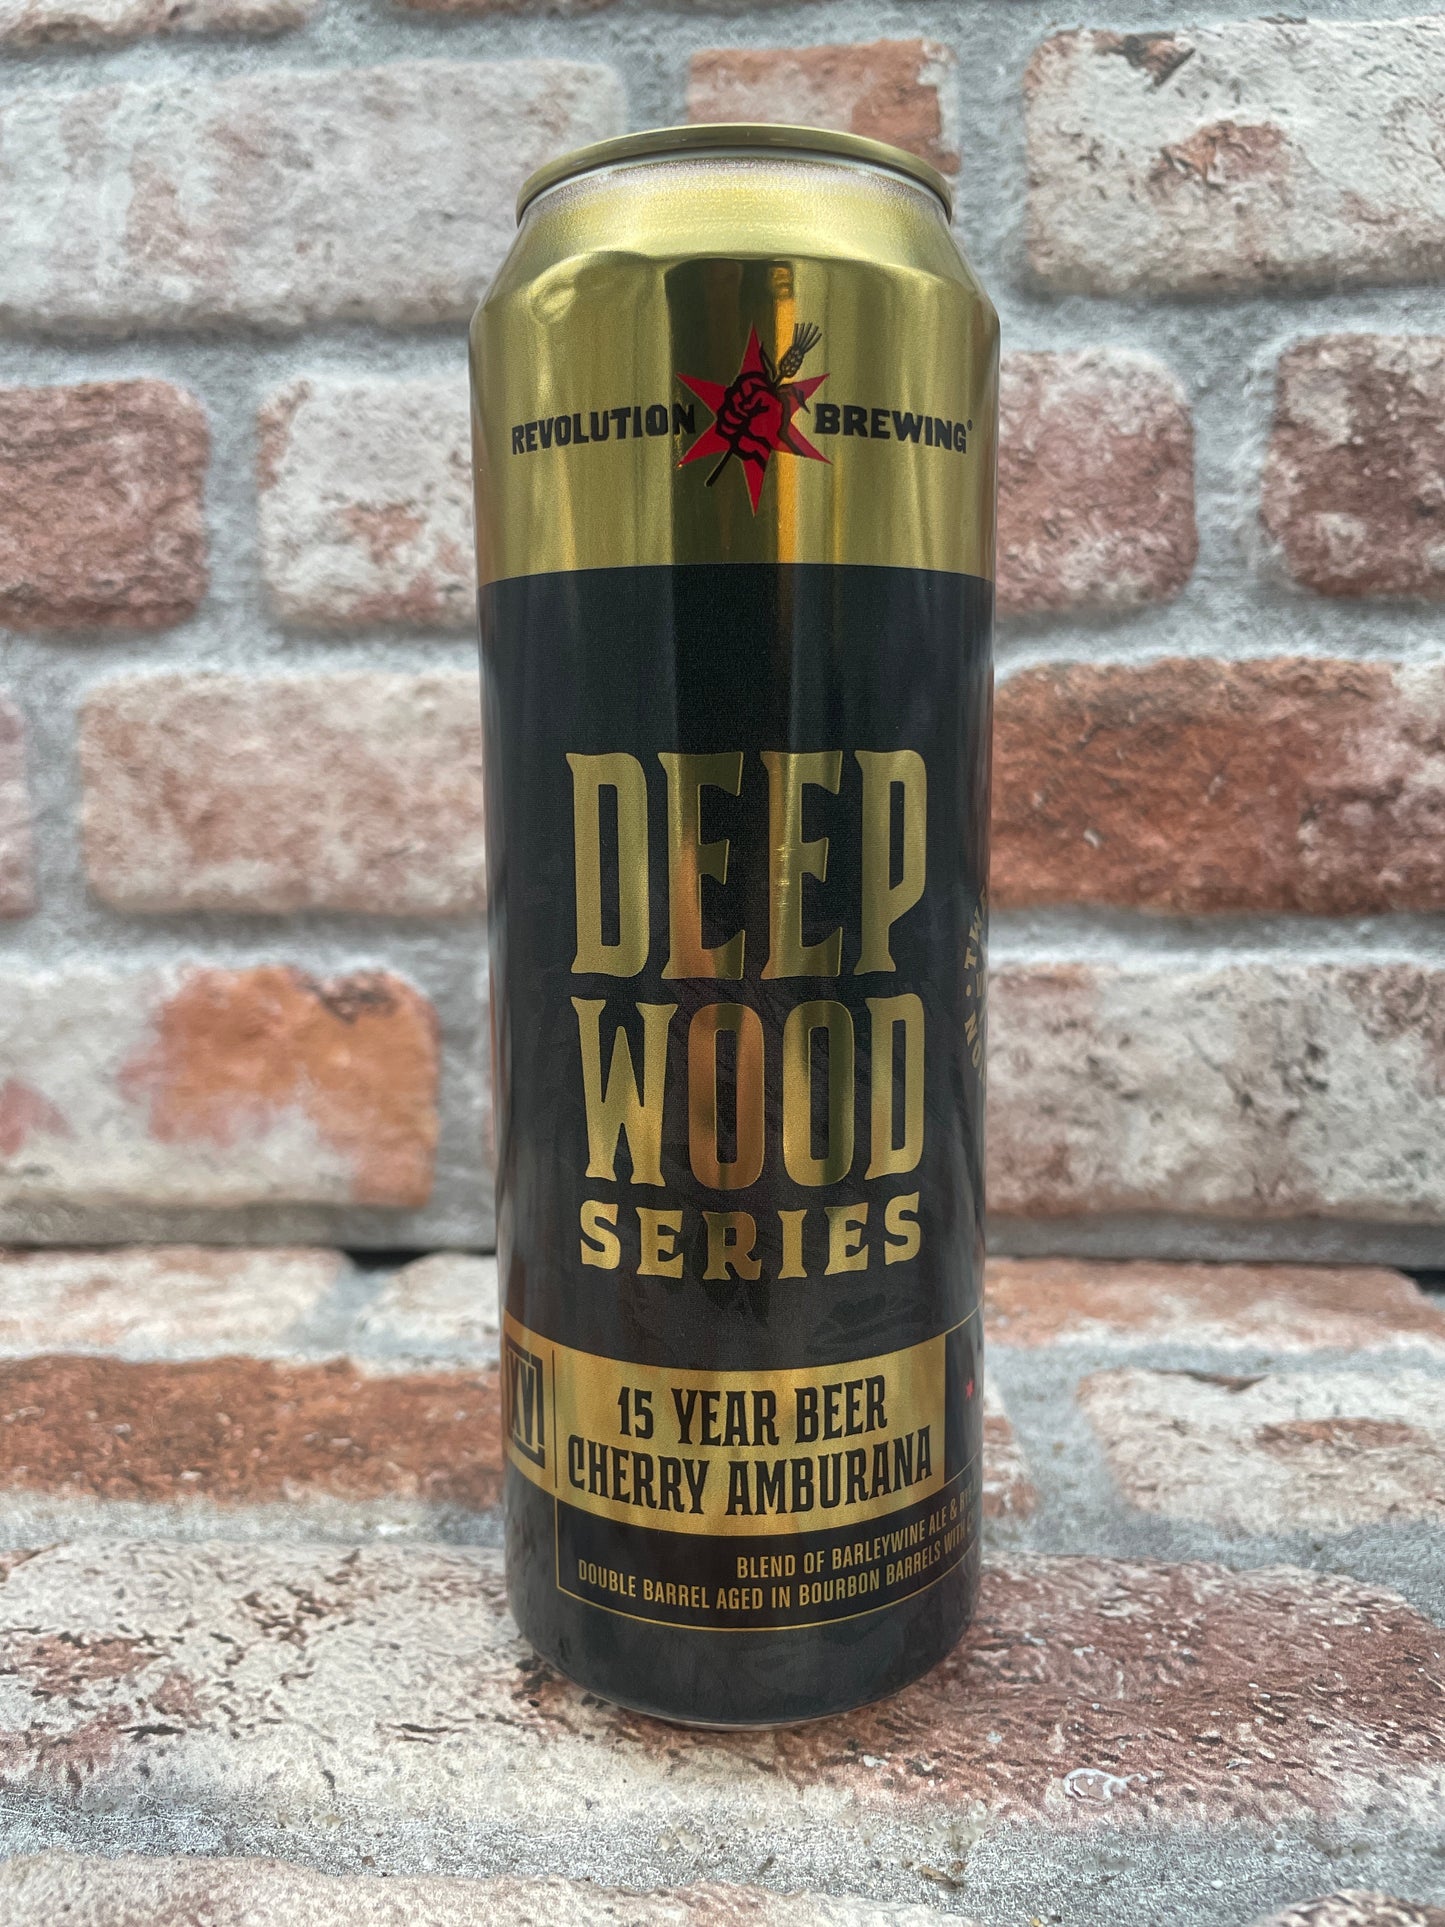 REVOLUTION BREWING®
DEEP
WOOD
SERIES
XVI
15 YEAR BEER
CHERRY AMBURANA
BLEND OF BARLEYWINE ALE &
DOUBLE BARREL AGED IN BOURBON BARRELS WITH